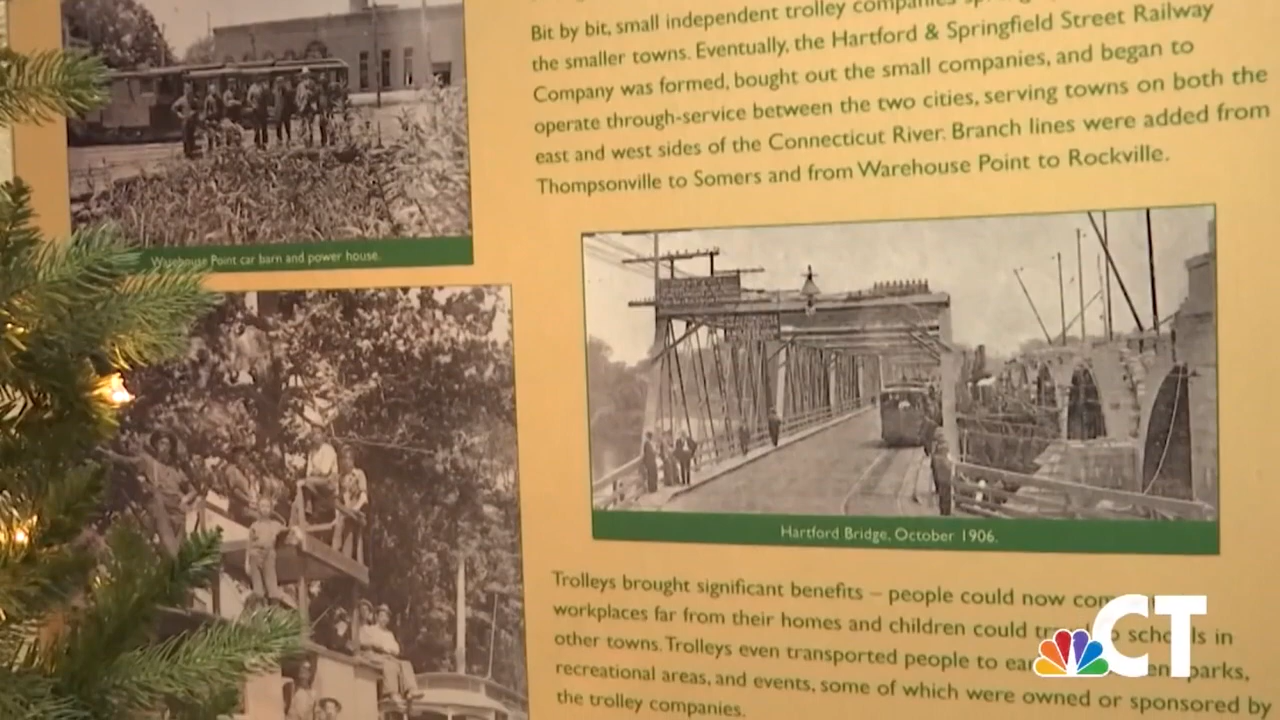 Bit by bit, small independent trolley
the smaller towns. Eventually, the Hartford & Springfield Street Railway
Company was formed, bought out the small companies, and began to
operate through-service between the two cities, serving towns on both the
east and west sides of the Connecticut River. Branch lines were added from
Thompsonville to Somers and from Warehouse Point to Rockville.
Warehouse Point car barn and power house.
Hartford Bridge, October 1906.
Trolleys brought significant benefits – people could now
workplaces far from their homes and children could schools in
other towns. Trolleys even transported people to parks,
recreational areas, and events, some of which were owned or sponsored by
the trolley companies.
CT